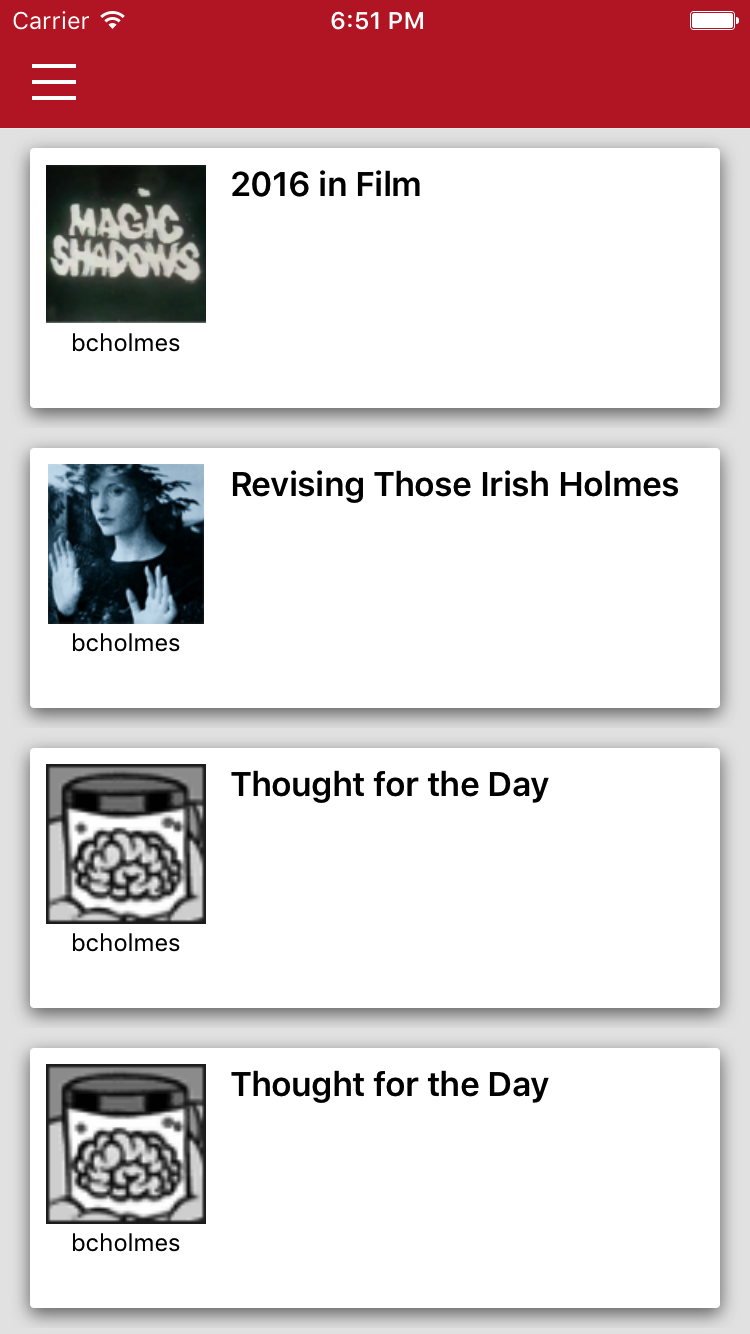 Carrier 6:51 PM
2016 in Film
MAGIC
SHADOWS
bcholmes
Revising Those Irish Holmes
bcholmes
Thought for the Day
bcholmes
Thought for the Day
bcholmes